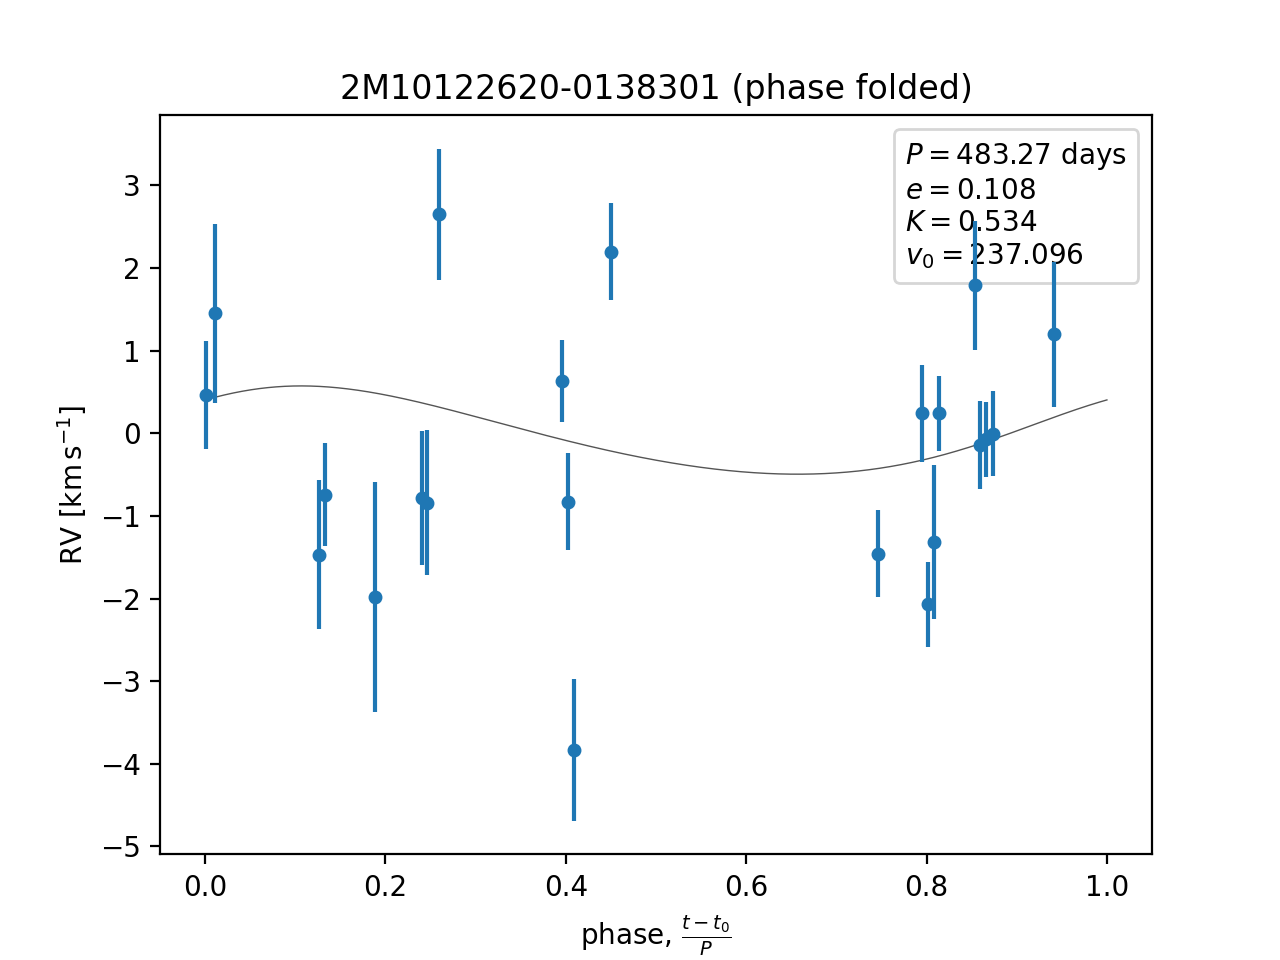 2M10122620-0138301 (phase folded)
P = 483.27 days
e = 0.108
K = 0.534
v₀ = 237.096
RV [km s⁻¹]
3
2
1
0
−1
−2
−3
−4
−5
0.0 0.2 0.4 0.6 0.8 1.0
phase, (t − t₀)/P